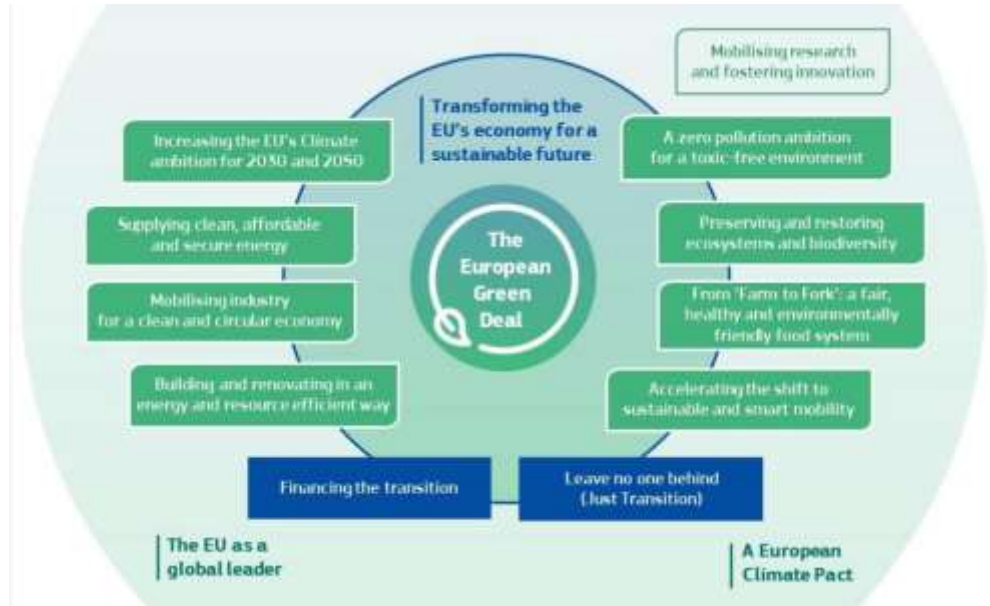 Mobilising research
and fostering innovation
Transforming the
EU's economy for a
sustainable future
Increasing the EU's Climate
ambition for 2030 and 2050
A zero pollution ambition
for a toxic-free environment
Supplying clean, affordable
and secure energy
Preserving and restoring
ecosystems and biodiversity
The
European
Green
Deal
Mobilising industry
for a clean and circular economy
From 'Farm to Fork': a fair,
healthy and environmentally
friendly food system
Building and renovating in an
energy and resource efficient way
Accelerating the shift to
sustainable and smart mobility
Financing the transition
Leave no one behind
(Just Transition)
The EU as a
global leader
A European
Climate Pact